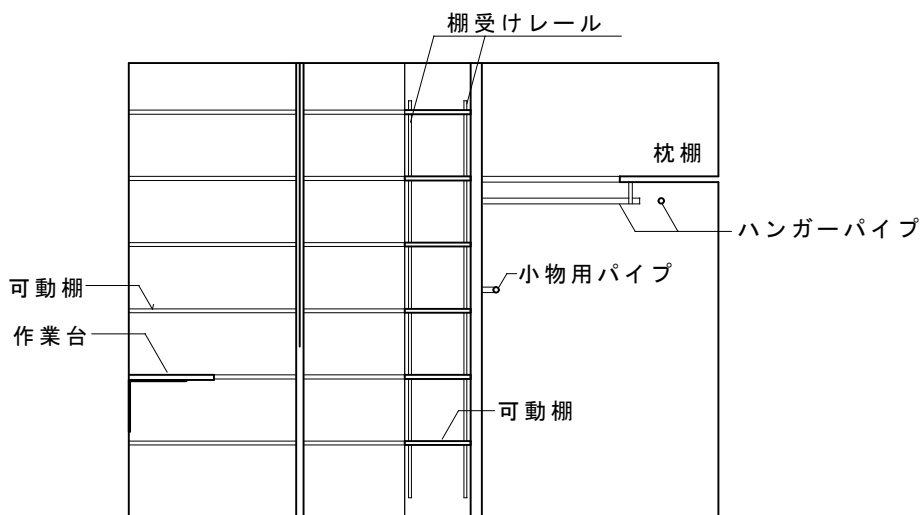 棚受けレール
枕棚
ハンガーパイプ
小物用パイプ
可動棚
作業台
可動棚